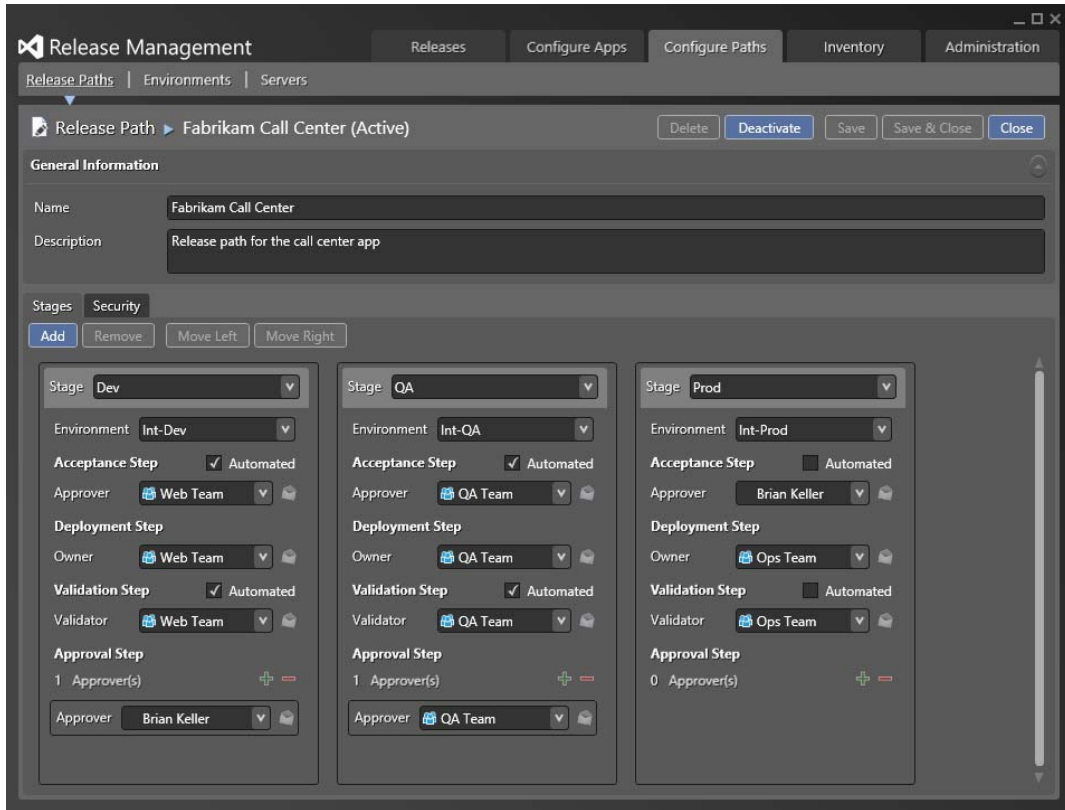 Release Management Releases Configure Apps Configure Paths Inventory Administration
Release Paths | Environments | Servers
Release Path Fabrikam Call Center (Active) Delete Deactivate Save Save & Close Close
General Information
Name Fabrikam Call Center
Description Release path for the call center app
Stages Security
Add Remove Move Left Move Right
Stage Dev Stage QA Stage Prod
Environment Int-Dev Environment Int-QA Environment Int-Prod
Acceptance Step Automated Acceptance Step Automated Acceptance Step Automated
Approver Web Team Approver QA Team Approver Brian Keller
Deployment Step Deployment Step Deployment Step
Owner Web Team Owner QA Team Owner Ops Team
Validation Step Automated Validation Step Automated Validation Step Automated
Validator Web Team Validator QA Team Validator Ops Team
Approval Step Approval Step Approval Step
1 Approver(s) 1 Approver(s) 0 Approver(s)
Approver Brian Keller Approver QA Team